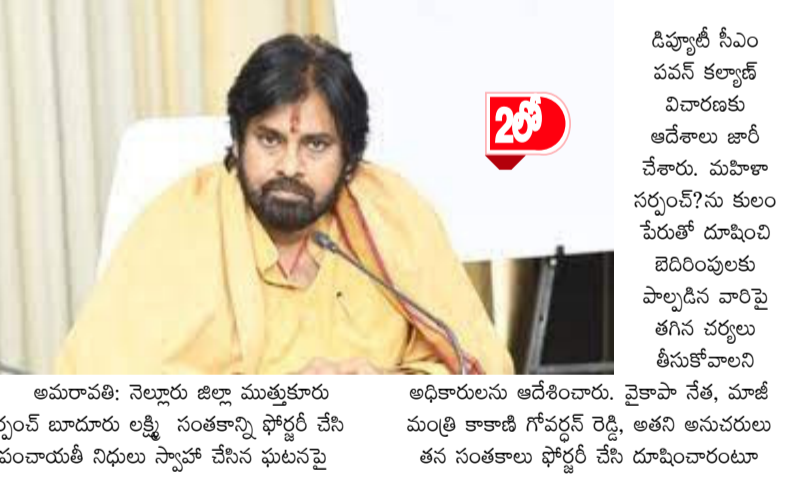 2లో
అమరావతి: నెల్లూరు జిల్లా ముత్తుకూరు
ర్పంచ్ బూదూరు లక్ష్మి సంతకాన్ని ఫోర్జరీ చేసి
పంచాయతీ నిధులు స్వాహా చేసిన ఘటనపై
డిప్యూటీ సీఎం
పవన్ కల్యాణ్
విచారణకు
ఆదేశాలు జారీ
చేశారు. మహిళా
సర్పంచ్?ను కులం
పేరుతో దూషించి
బెదిరింపులకు
పాల్పడిన వారిపై
తగిన చర్యలు
తీసుకోవాలని
అధికారులను ఆదేశించారు. వైకాపా నేత, మాజీ
మంత్రి కాకాణి గోవర్ధన్ రెడ్డి, అతని అనుచరులు
తన సంతకాలు ఫోర్జరీ చేసి దూషించారంటూ